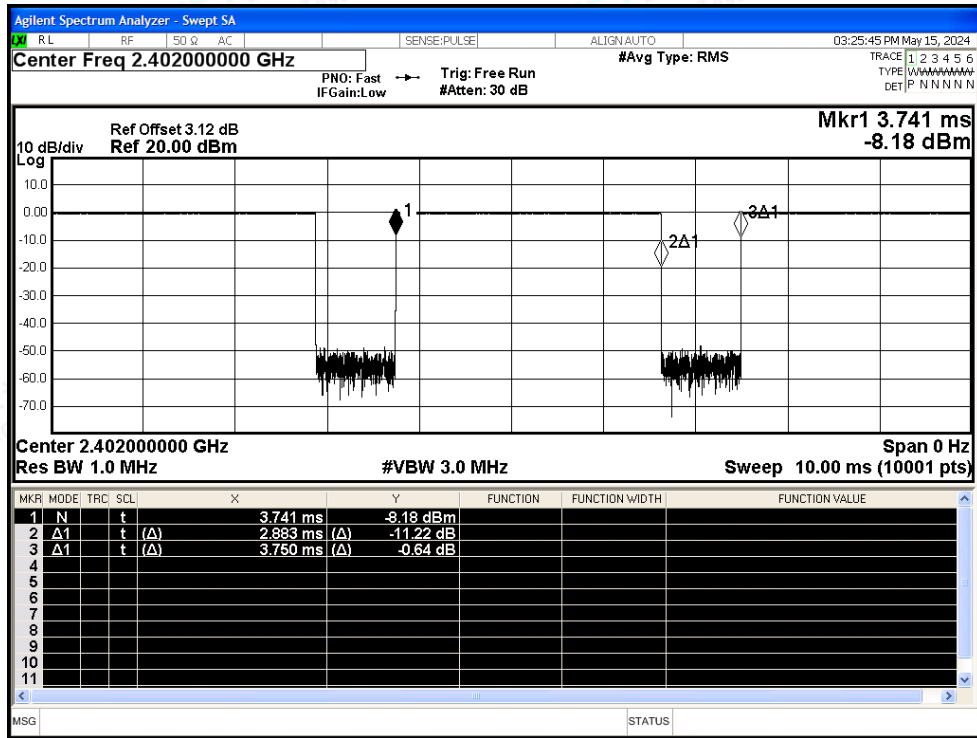 Agilent Spectrum Analyzer - Swept SA
LXI RL RF 50 Ω AC SENSE:PULSE ALIGN AUTO 03:25:45 PM May 15, 2024
Center Freq 2.402000000 GHz #Avg Type: RMS TRACE 1 2 3 4 5 6
PNO: Fast Trig: Free Run TYPE WWWWWW
IFGain:Low #Atten: 30 dB DET P N N N N N
Mkr1 3.741 ms
Ref Offset 3.12 dB
10 dB/div Ref 20.00 dBm -8.18 dBm
Log
10.0
0.00 1 3Δ1
-10.0 2Δ1
-20.0
-30.0
-40.0
-50.0
-60.0
-70.0
Center 2.402000000 GHz Span 0 Hz
Res BW 1.0 MHz #VBW 3.0 MHz Sweep 10.00 ms (10001 pts)
MKR MODE TRC SCL X Y FUNCTION FUNCTION WIDTH FUNCTION VALUE
1 N t 3.741 ms -8.18 dBm
2 Δ1 t (Δ) 2.883 ms (Δ) -11.22 dB
3 Δ1 t (Δ) 3.750 ms (Δ) -0.64 dB
4
5
6
7
8
9
10
11
MSG STATUS